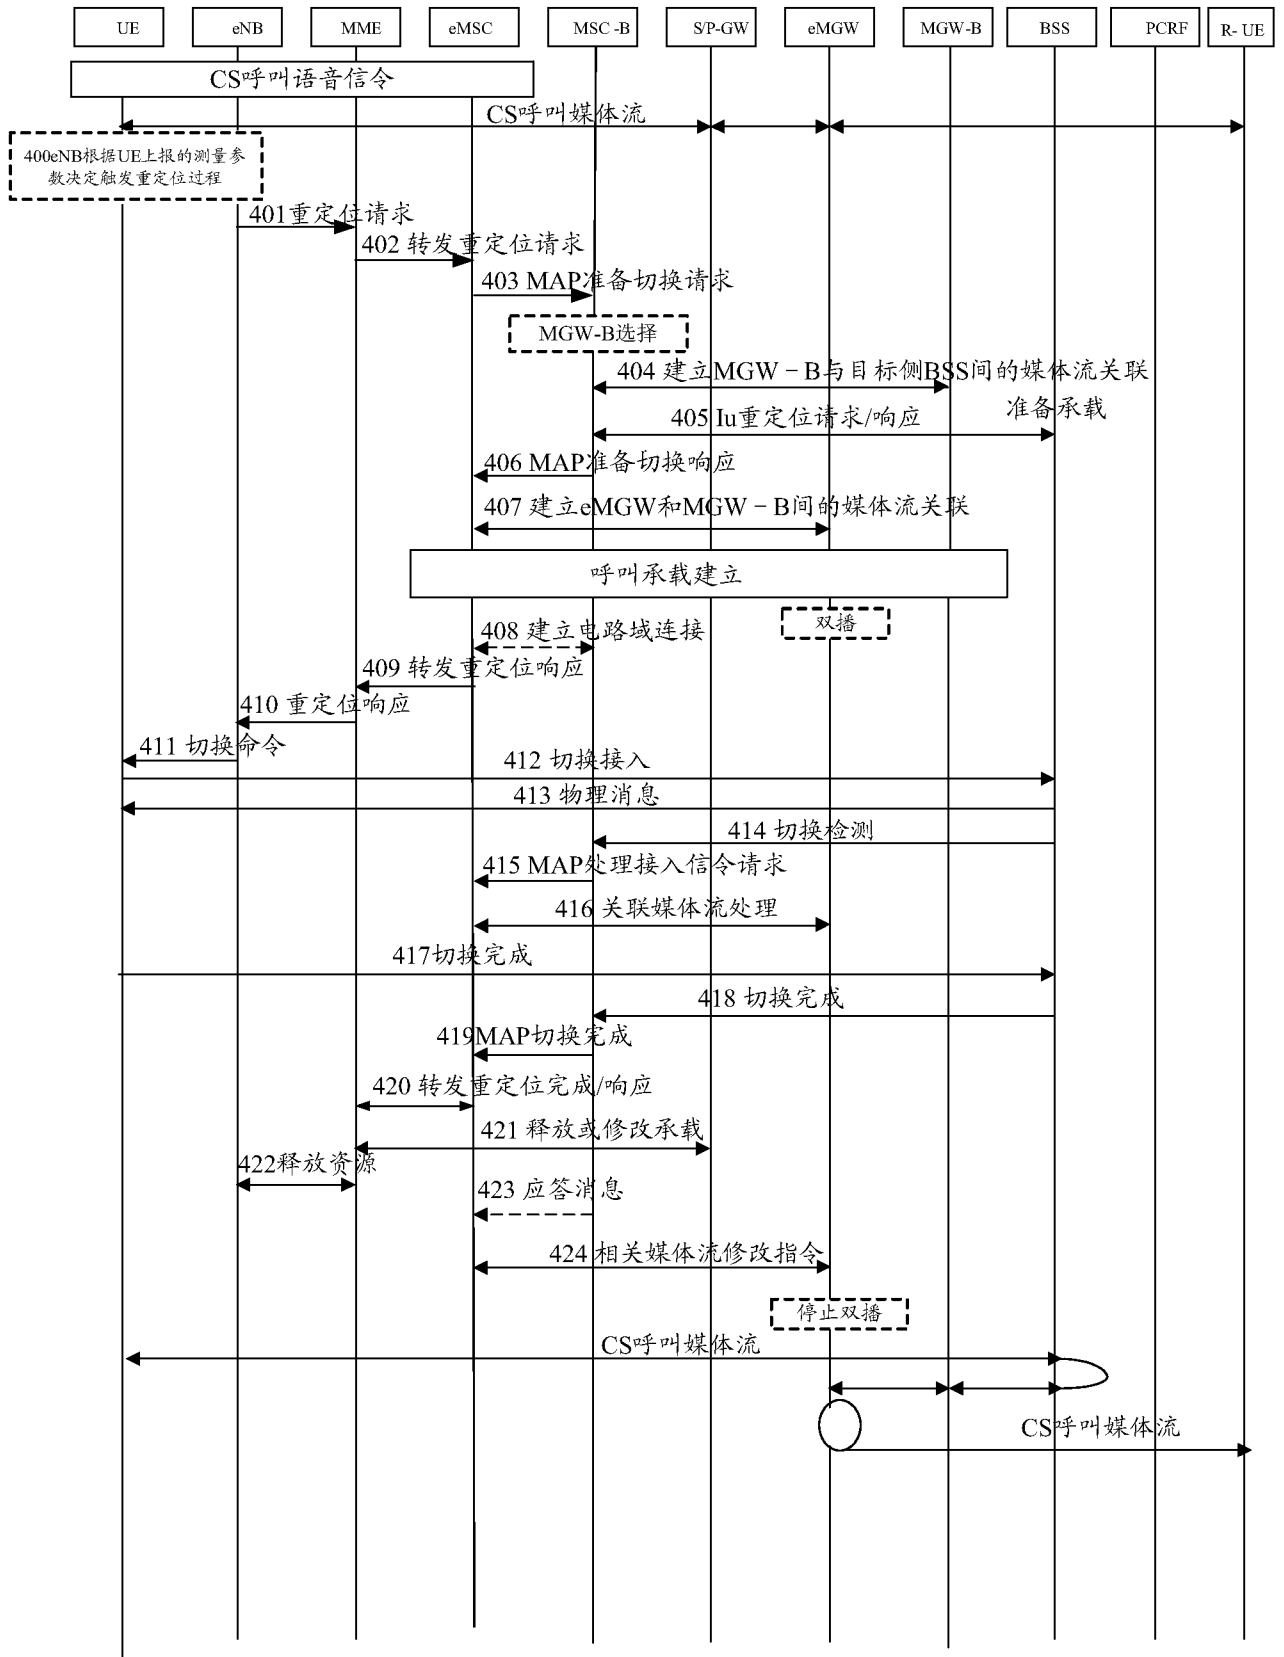 UE eNB MME eMSC MSC -B S/P-GW eMGW MGW-B BSS PCRF R- UE
CS呼叫语音信令
CS呼叫媒体流
400eNB根据UE上报的测量参
数决定触发重定位过程
401重定位请求
402 转发重定位请求
403 MAP准备切换请求
MGW-B选择
404 建立MGW－B与目标侧BSS间的媒体流关联
准备承载
405 Iu重定位请求/响应
406 MAP准备切换响应
407 建立eMGW和MGW－B间的媒体流关联
呼叫承载建立
双播
408 建立电路域连接
409 转发重定位响应
410 重定位响应
411 切换命令
412 切换接入
413 物理消息
414 切换检测
415 MAP处理接入信令请求
416 关联媒体流处理
417切换完成
418 切换完成
419MAP切换完成
420 转发重定位完成/响应
421 释放或修改承载
422释放资源
423 应答消息
424 相关媒体流修改指令
停止双播
CS呼叫媒体流
CS呼叫媒体流